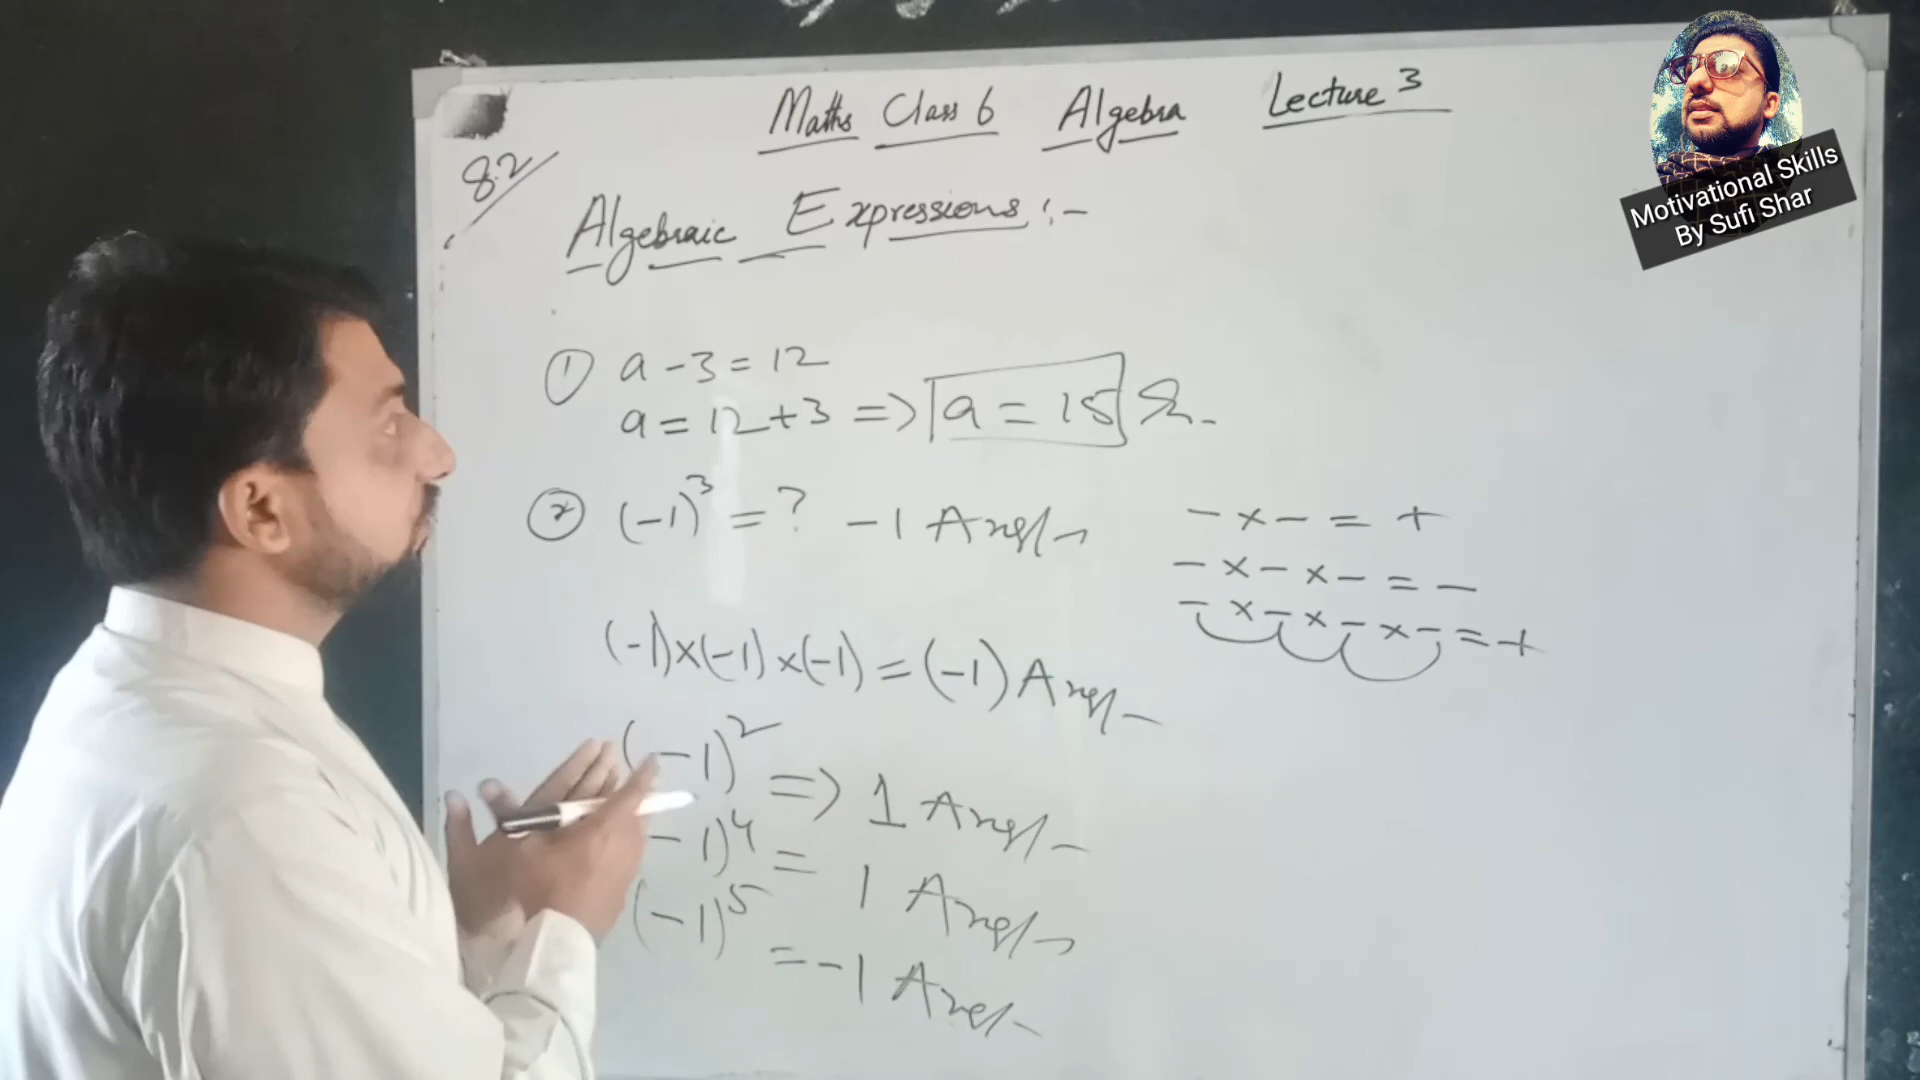 Maths Class 6 Algebra Lecture 3
8.2
Algebraic Expressions :-
① a - 3 = 12
a = 12 + 3 => a = 15
② (-1)³ = ? -1 Ans
(-1)x(-1)x(-1) = (-1) Ans
(-1)² => 1 Ans
-1)⁴ = 1 Ans
(-1)⁵ = -1 Ans
- x - = +
- x - x - = -
- x - x - x - = +
Motivational Skills
By Sufi Shar